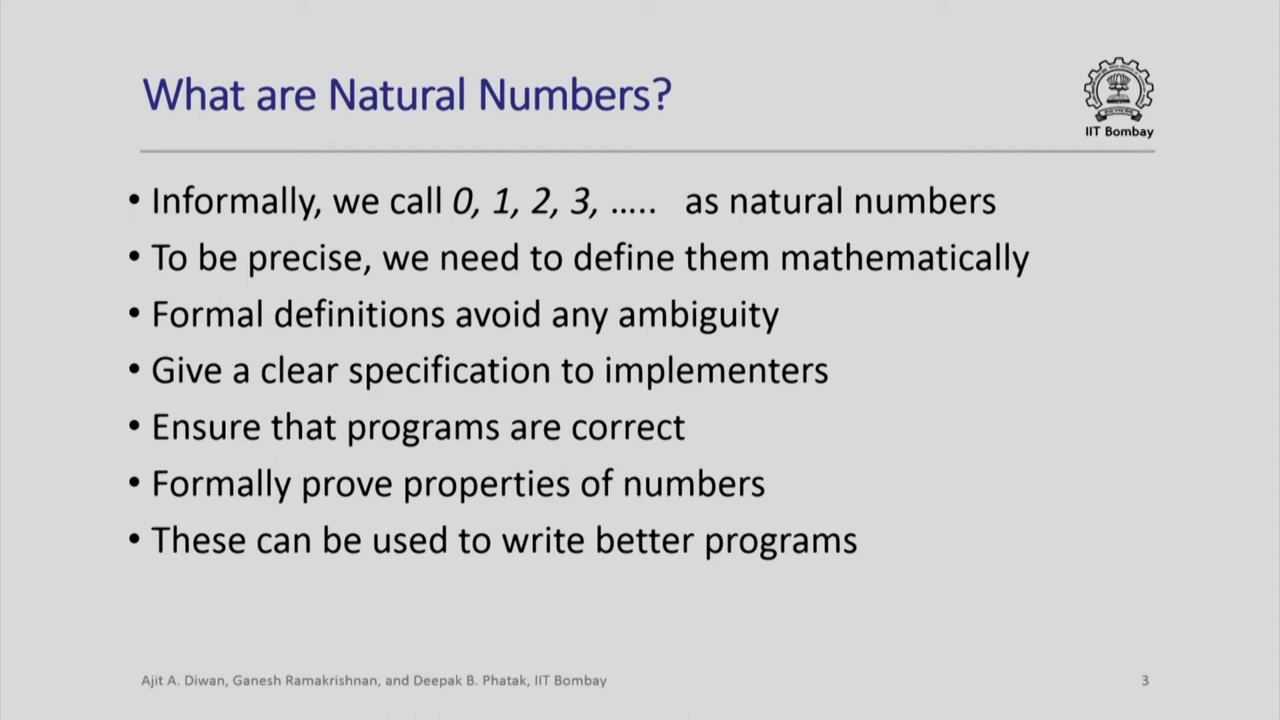 What are Natural Numbers?
IIT Bombay
• Informally, we call 0, 1, 2, 3, ..... as natural numbers
• To be precise, we need to define them mathematically
• Formal definitions avoid any ambiguity
• Give a clear specification to implementers
• Ensure that programs are correct
• Formally prove properties of numbers
• These can be used to write better programs
Ajit A. Diwan, Ganesh Ramakrishnan, and Deepak B. Phatak, IIT Bombay
3